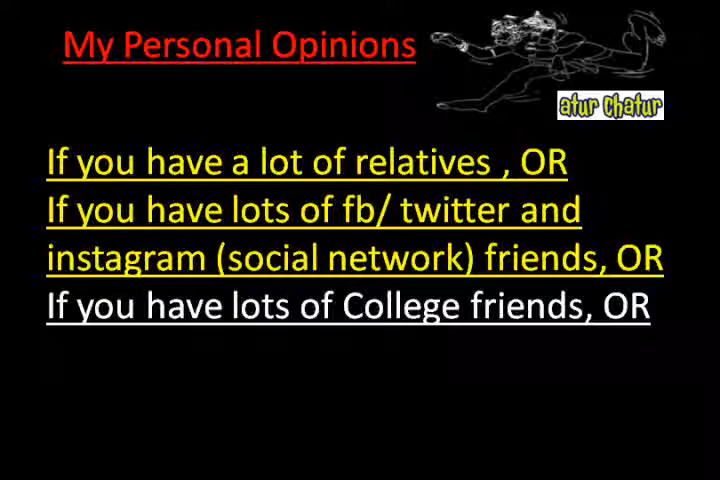 My Personal Opinions
atur chatur
If you have a lot of relatives , OR
If you have lots of fb/ twitter and
instagram (social network) friends, OR
If you have lots of College friends, OR